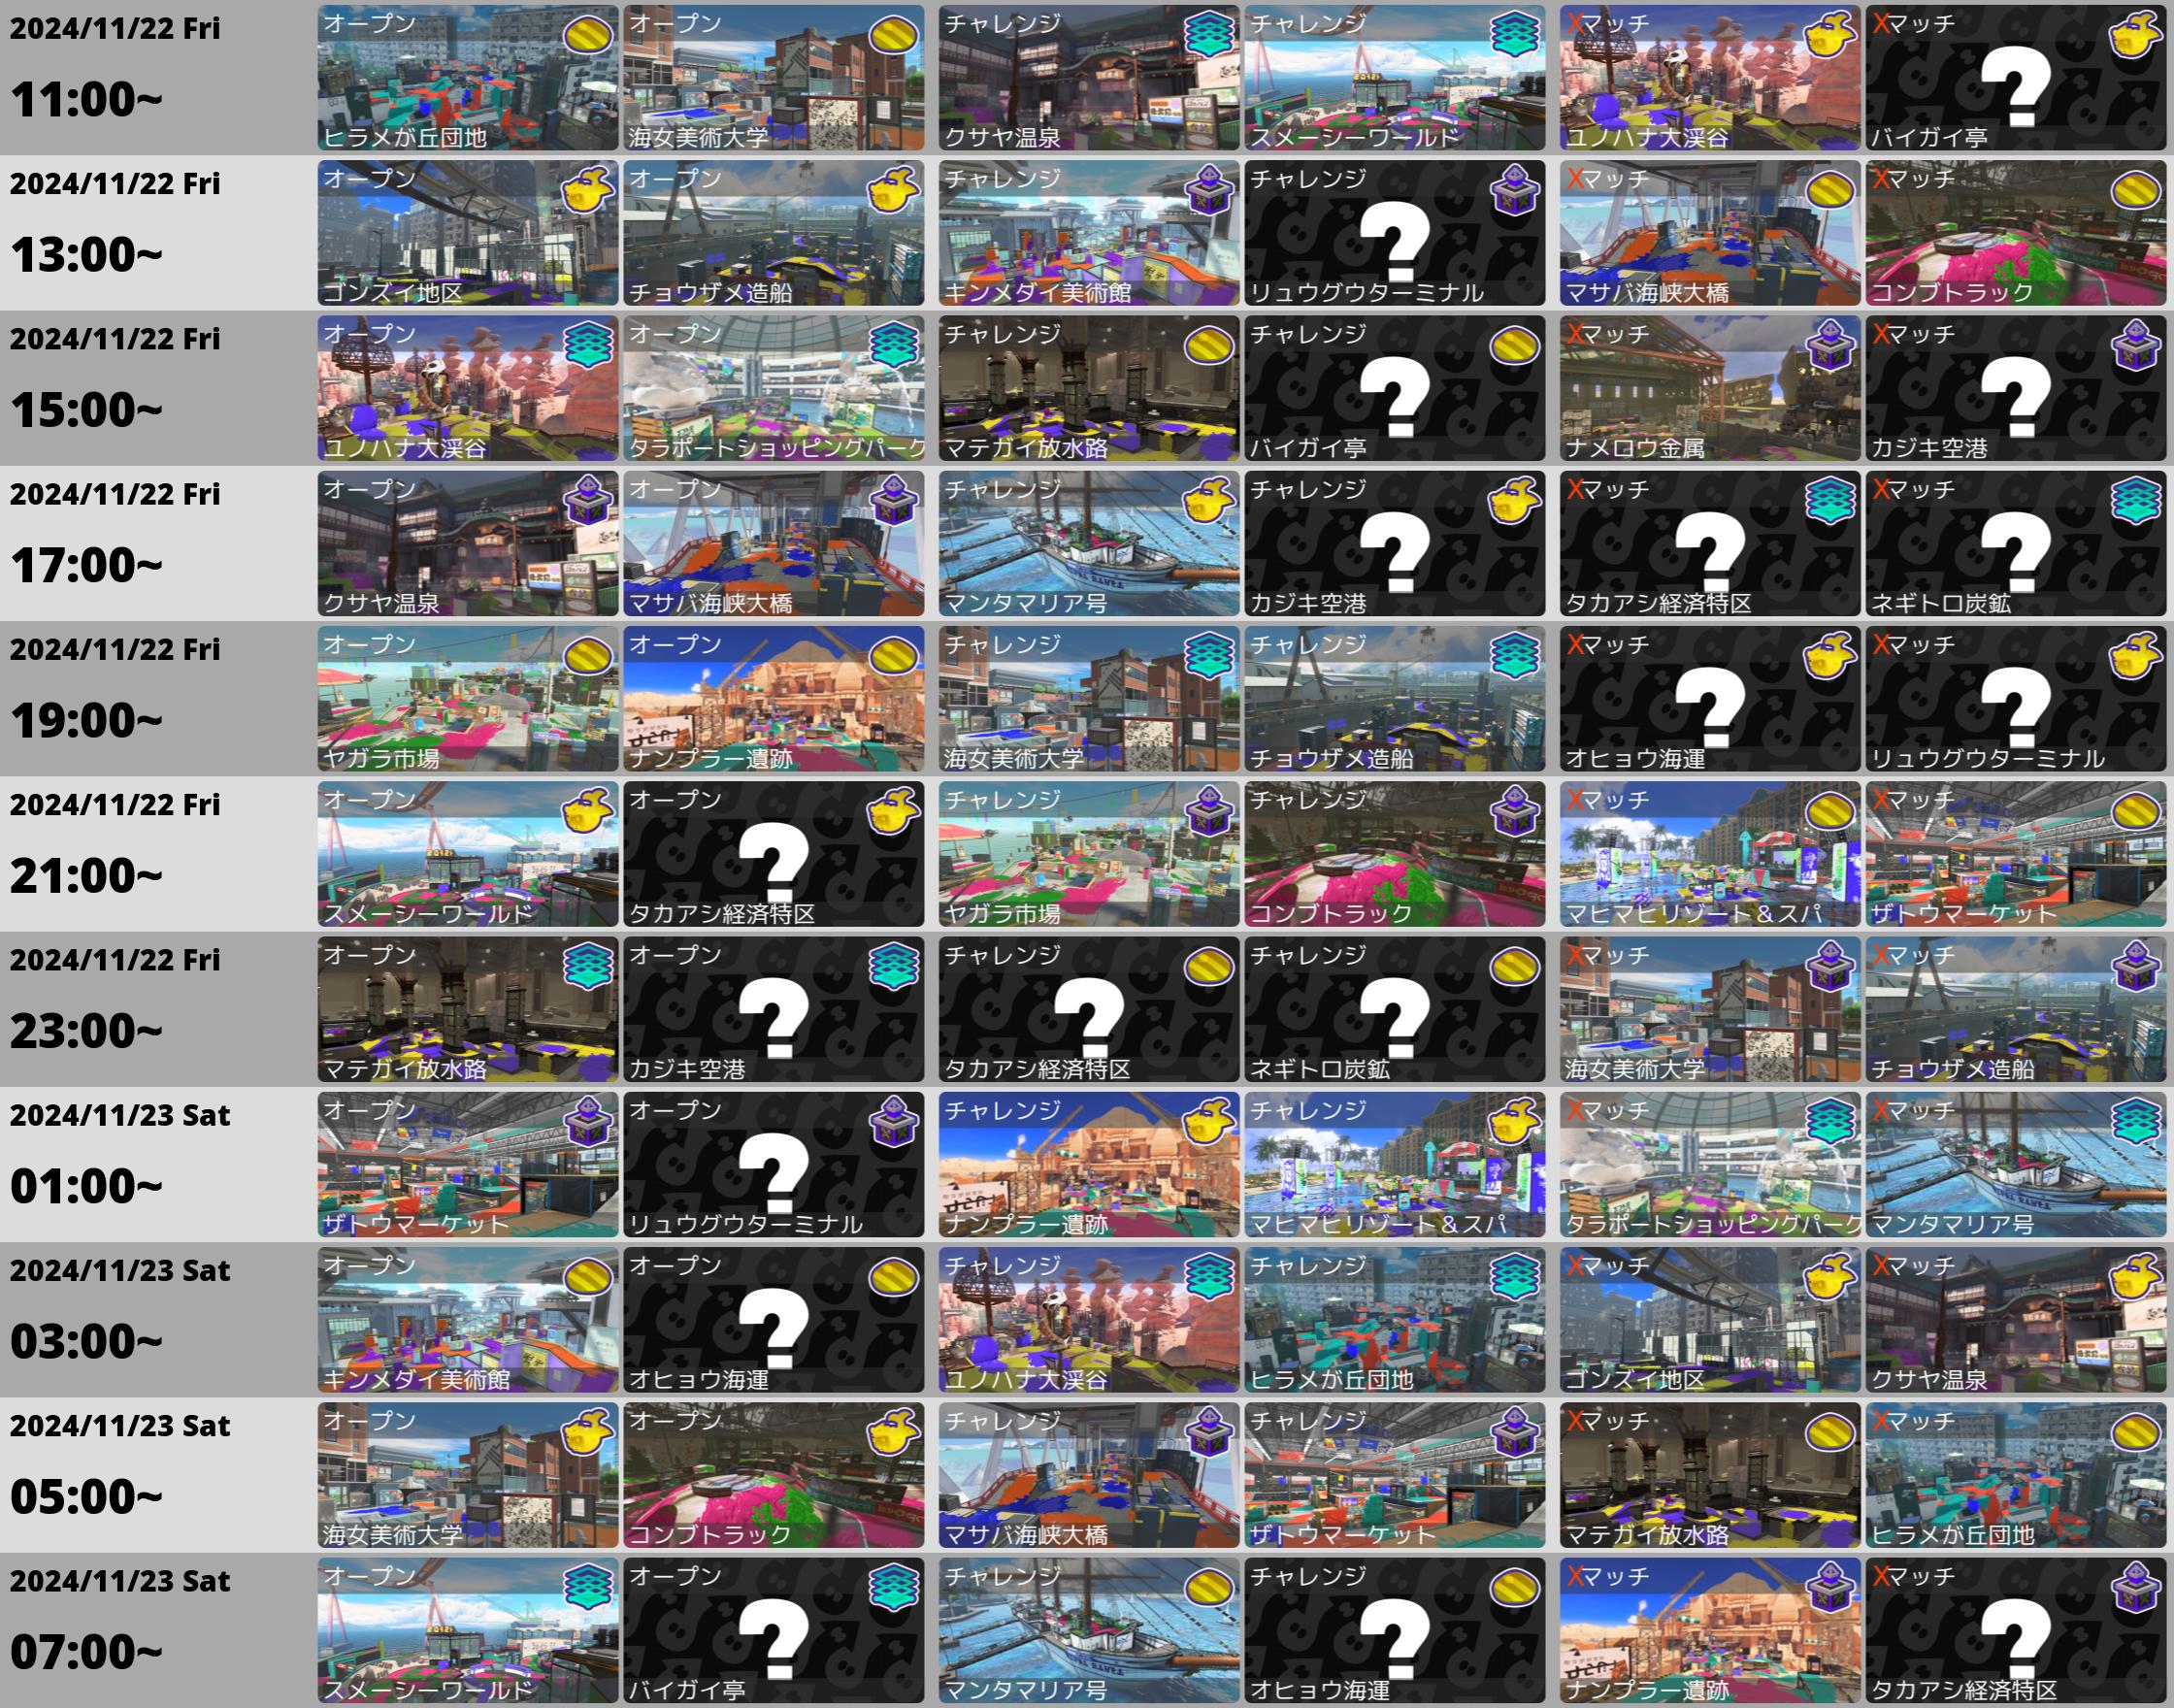 2024/11/22 Fri
11:00~
オープン
ヒラメが丘団地
オープン
海女美術大学
チャレンジ
クサヤ温泉
チャレンジ
スメーシーワールド
Xマッチ
ユノハナ大渓谷
Xマッチ
バイガイ亭
2024/11/22 Fri
13:00~
オープン
ゴンズイ地区
オープン
チョウザメ造船
チャレンジ
キンメダイ美術館
チャレンジ
リュウグウターミナル
Xマッチ
マサバ海峡大橋
Xマッチ
コンブトラック
2024/11/22 Fri
15:00~
オープン
ユノハナ大渓谷
オープン
タラポートショッピングパーク
チャレンジ
マテガイ放水路
チャレンジ
バイガイ亭
Xマッチ
ナメロウ金属
Xマッチ
カジキ空港
2024/11/22 Fri
17:00~
オープン
クサヤ温泉
オープン
マサバ海峡大橋
チャレンジ
マンタマリア号
チャレンジ
カジキ空港
Xマッチ
タカアシ経済特区
Xマッチ
ネギトロ炭鉱
2024/11/22 Fri
19:00~
オープン
ヤガラ市場
オープン
ナンプラー遺跡
チャレンジ
海女美術大学
チャレンジ
チョウザメ造船
Xマッチ
オヒョウ海運
Xマッチ
リュウグウターミナル
2024/11/22 Fri
21:00~
オープン
スメーシーワールド
オープン
タカアシ経済特区
チャレンジ
ヤガラ市場
チャレンジ
コンブトラック
Xマッチ
マヒマヒリゾート&スパ
Xマッチ
ザトウマーケット
2024/11/22 Fri
23:00~
オープン
マテガイ放水路
オープン
カジキ空港
チャレンジ
タカアシ経済特区
チャレンジ
ネギトロ炭鉱
Xマッチ
海女美術大学
Xマッチ
チョウザメ造船
2024/11/23 Sat
01:00~
オープン
ザトウマーケット
オープン
リュウグウターミナル
チャレンジ
ナンプラー遺跡
チャレンジ
マヒマヒリゾート&スパ
Xマッチ
タラポートショッピングパーク
Xマッチ
マンタマリア号
2024/11/23 Sat
03:00~
オープン
キンメダイ美術館
オープン
オヒョウ海運
チャレンジ
ユノハナ大渓谷
チャレンジ
ヒラメが丘団地
Xマッチ
ゴンズイ地区
Xマッチ
クサヤ温泉
2024/11/23 Sat
05:00~
オープン
海女美術大学
オープン
コンブトラック
チャレンジ
マサバ海峡大橋
チャレンジ
ザトウマーケット
Xマッチ
マテガイ放水路
Xマッチ
ヒラメが丘団地
2024/11/23 Sat
07:00~
オープン
スメーシーワールド
オープン
バイガイ亭
チャレンジ
マンタマリア号
チャレンジ
オヒョウ海運
Xマッチ
ナンプラー遺跡
Xマッチ
タカアシ経済特区